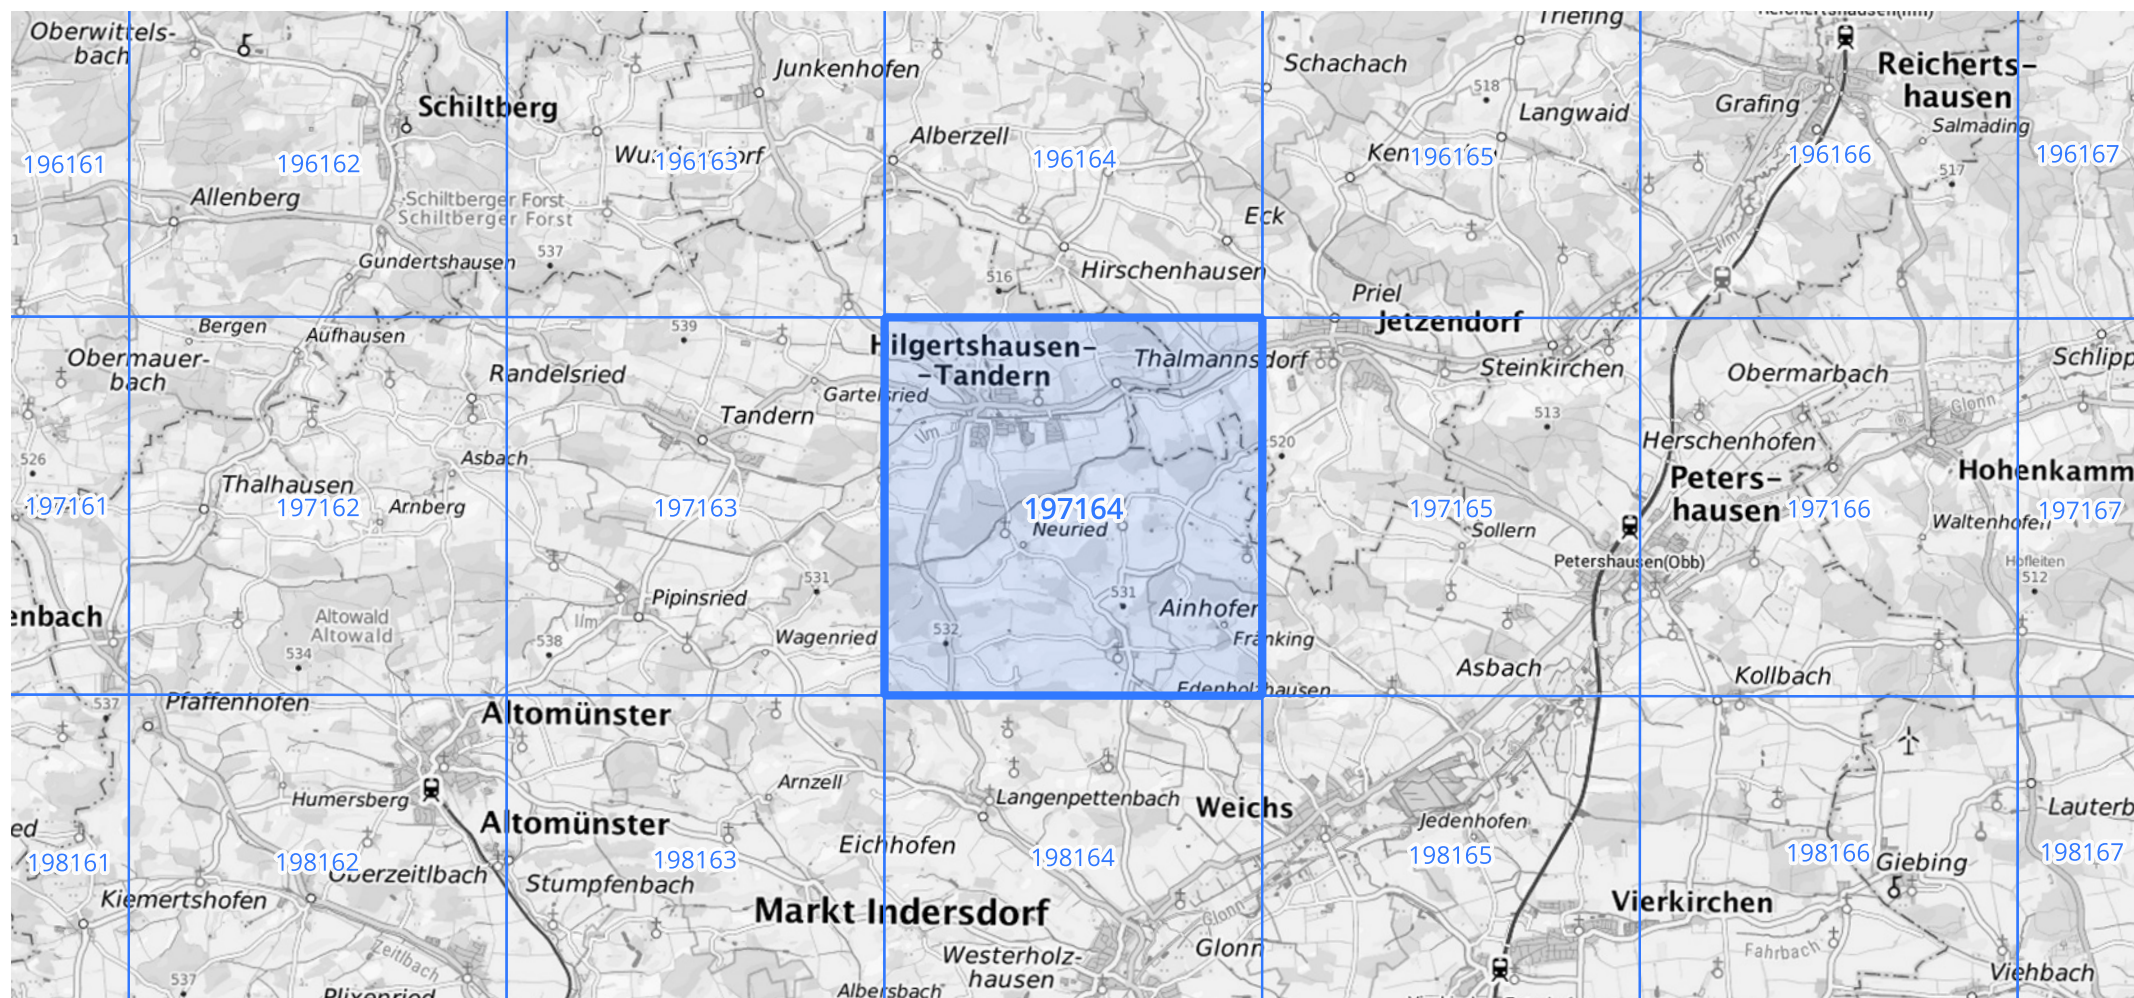 Oberwittels-
bach
Junkenhofen
Triefing
Schachach
Reicherts-
hausen
Schiltberg
518
Grafing
Langwaid
Salmading
Alberzell
196161
196162
196163
196164
196165
196166
196167
517
Allenberg
Schiltberger Forst
Schiltberger Forst
Eck
Ilm
537
Gundertshausen
516
Hirschenhausen
Priel
Bergen
Aufhausen
539
Hilgertshausen-
-Tandern
Jetzendorf
Thalmannsdorf
Steinkirchen
Obermauer-
bach
Randelsried
Gartelsried
Obermarbach
Schlipp
Tandern
513
Glonn
Ilm
520
Herschenhofen
526
Asbach
Peters-
hausen
Hohenkamm
Thalhausen
Arnberg
197161
197162
197163
197164
197165
197166
197167
Neuried
Sollern
Waltenhofen
Petershausen(Obb)
Hofleiten
512
531
Pipinsried
531
Ainhofen
enbach
Altowald
Altowald
Ilm
532
538
Wagenried
Fränking
534
Asbach
Kollbach
Edenholzhausen
537
Pfaffenhofen
Altomünster
Arnzell
Humersberg
Langenpettenbach
Weichs
Lauterb
ed
Altomünster
Jedenhofen
Eichhofen
198161
198162
198163
198164
198165
198166
198167
Giebing
Oberzeitlbach
Stumpfenbach
Kiemertshofen
Markt Indersdorf
Vierkirchen
Glonn
Zeitlbach
Westerholz-
hausen
Glonn
Fahrbach
Viehbach
537
Albersbach
Plixenried